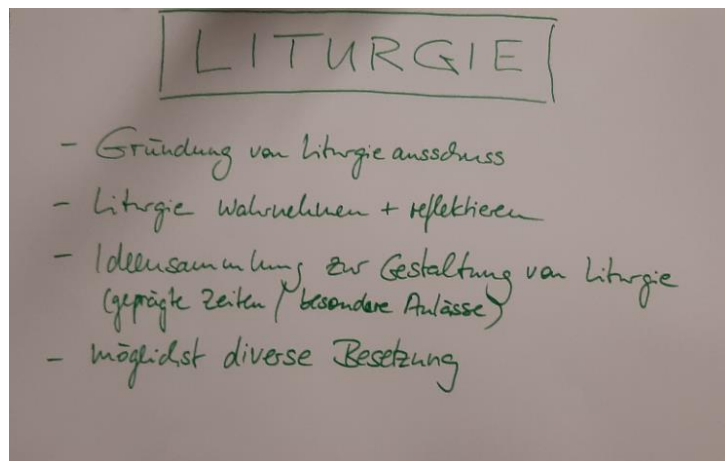 LITURGIE
- Gründung von Liturgieausschuss
- Liturgie wahrnehmen + reflektieren
- Ideensammlung zur Gestaltung von Liturgie
(geprägte Zeiten / besondere Anlässe)
- möglichst diverse Besetzung